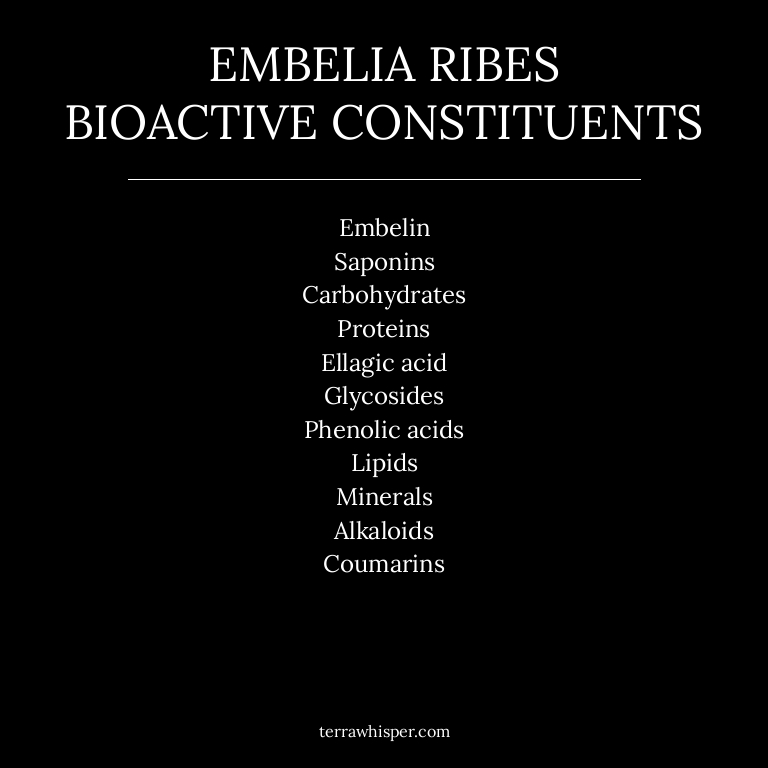 EMBELIA RIBES
BIOACTIVE CONSTITUENTS
Embelin
Saponins
Carbohydrates
Proteins
Ellagic acid
Glycosides
Phenolic acids
Lipids
Minerals
Alkaloids
Coumarins
terrawhisper.com